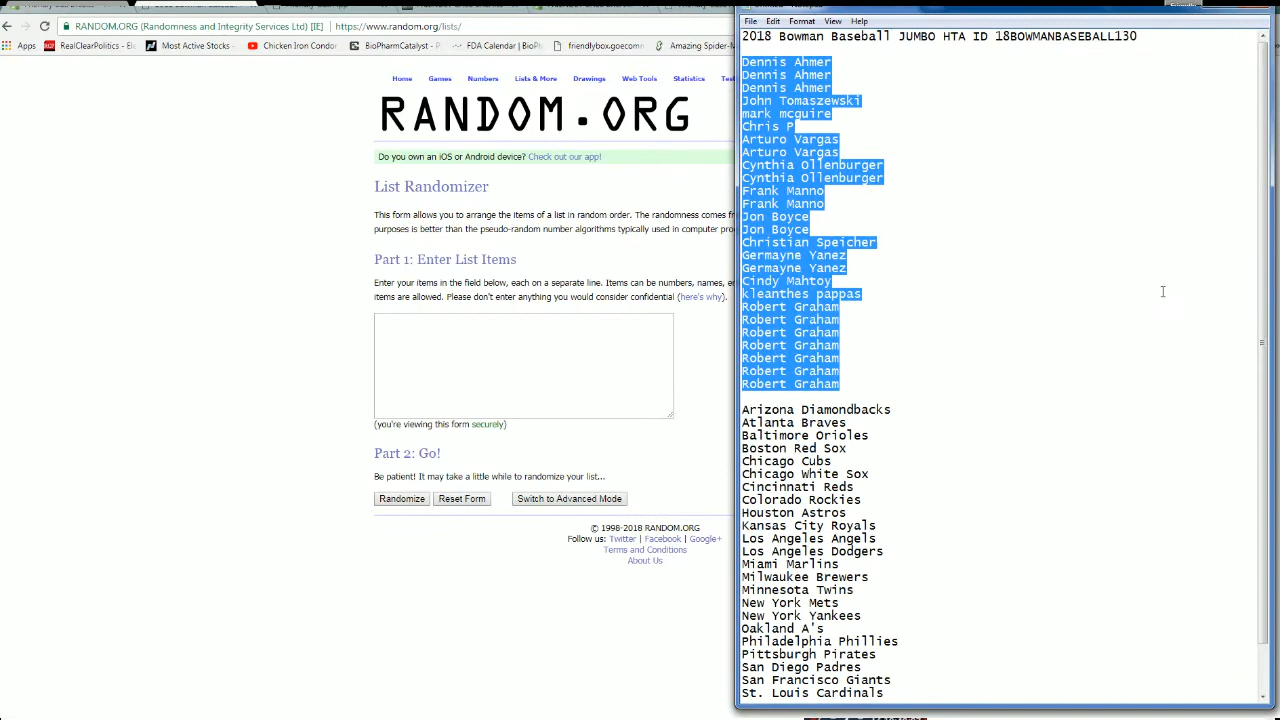 File Edit Format View Help
RANDOM.ORG (Randomness and Integrity Services Ltd) [IE] https://www.random.org/lists/
Apps RealClearPolitics - El Most Active Stocks Chicken Iron Condor BioPharmCatalyst - P FDA Calendar | BioPh friendlybox.goecomm Amazing Spider-M
Home Games Numbers Lists & More Drawings Web Tools Statistics
RANDOM.ORG
Do you own an iOS or Android device? Check out our app!
List Randomizer
This form allows you to arrange the items of a list in random order. The randomness comes
purposes is better than the pseudo-random number algorithms typically used in computer
Part 1: Enter List Items
Enter your items in the field below, each on a separate line. Items can be numbers, names,
items are allowed. Please don't enter anything you would consider confidential (here's why).
(you're viewing this form securely)
Part 2: Go!
Be patient! It may take a little while to randomize your list...
Randomize Reset Form Switch to Advanced Mode
© 1998-2018 RANDOM.ORG
Follow us: Twitter | Facebook | Google+
Terms and Conditions
About Us
2018 Bowman Baseball JUMBO HTA ID 18BOWMANBASEBALL130
Dennis Ahmer
Dennis Ahmer
Dennis Ahmer
John Tomaszewski
mark mcguire
Chris P
Arturo Vargas
Arturo Vargas
Cynthia Ollenburger
Cynthia Ollenburger
Frank Manno
Frank Manno
Jon Boyce
Jon Boyce
Christian Speicher
Germayne Yanez
Germayne Yanez
Cindy Mahtoy
kleanthes pappas
Robert Graham
Robert Graham
Robert Graham
Robert Graham
Robert Graham
Robert Graham
Robert Graham
Arizona Diamondbacks
Atlanta Braves
Baltimore Orioles
Boston Red Sox
Chicago Cubs
Chicago White Sox
Cincinnati Reds
Colorado Rockies
Houston Astros
Kansas City Royals
Los Angeles Angels
Los Angeles Dodgers
Miami Marlins
Milwaukee Brewers
Minnesota Twins
New York Mets
New York Yankees
Oakland A's
Philadelphia Phillies
Pittsburgh Pirates
San Diego Padres
San Francisco Giants
St. Louis Cardinals